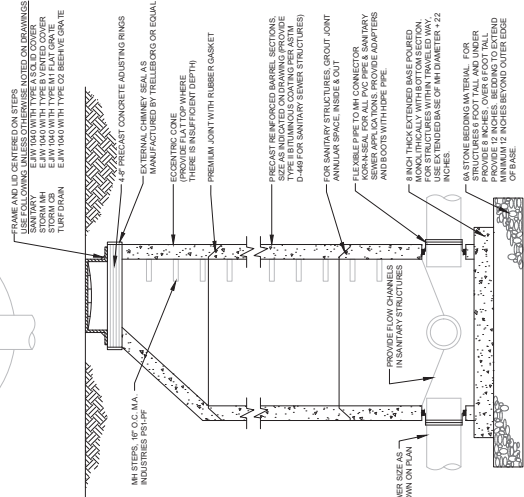 FRAME AND LID CENTERED ON STEPS
USE FOLLOWING UNLESS OTHERWISE NOTED ON DRAWINGS
SANITARY EJIW 1040 WITH TYPE A SOLID COVER
STORM MH EJIW 1040 WITH TYPE B VENTED COVER
STORM CB EJIW 1040 WITH TYPE M1 FLAT GRATE
TURF DRAIN EJIW 1040 WITH TYPE O2 BEEHIVE GRATE
4-8" PRECAST CONCRETE ADJUSTING RINGS
EXTERNAL CHIMNEY SEAL AS
MANUFACTURED BY TRELLEBORG OR EQUAL
ECCENTRIC CONE
(PROVIDE FLAT TOP WHERE
THERE IS INSUFFICIENT DEPTH)
PREMIUM JOINT WITH RUBBER GASKET
MH STEPS, 16" O.C. M.A.
INDUSTRIES PS1-PF
PRECAST REINFORCED BARREL SECTIONS,
SIZE AS INDICATED ON DRAWING (PROVIDE
TYPE II BITUMINOUS COATING PER ASTM
D-449 FOR SANITARY SEWER STRUCTURES)
FOR SANITARY STRUCTURES, GROUT JOINT
ANNULAR SPACE, INSIDE & OUT
FLEXIBLE PIPE TO MH CONNECTOR
KOR-N-SEAL FOR ALL PVC PIPE & SANITARY
SEWER APPLICATIONS. PROVIDE ADAPTERS
AND BOOTS WITH HDPE PIPE.
PROVIDE FLOW CHANNELS
IN SANITARY STRUCTURES
8 INCH THICK, EXTENDED BASE POURED
MONOLITHICALLY WITH BOTTOM SECTION.
FOR STRUCTURES WITHIN TRAVELED WAY,
USE EXTENDED BASE OF MH DIAMETER + 22
INCHES.
6A STONE BEDDING MATERIAL. FOR
STRUCTURES 6 FOOT TALL AND UNDER
PROVIDE 8 INCHES, OVER 6 FOOT TALL
PROVIDE 12 INCHES. BEDDING TO EXTEND
MINIMUM 12 INCHES BEYOND OUTER EDGE
OF BASE.
WER SIZE AS
OWN ON PLAN